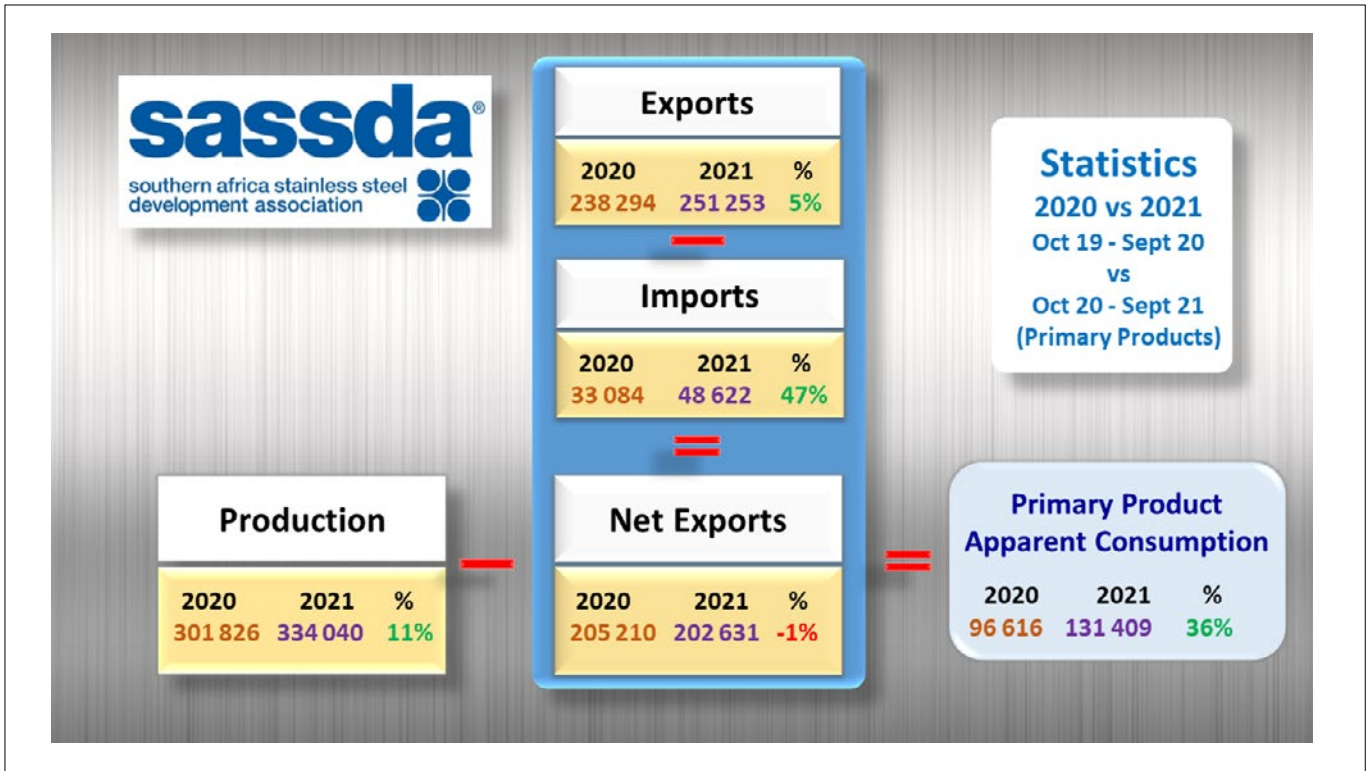 sassda®
southern africa stainless steel
development association
Exports
2020 2021 %
238 294 251 253 5%
Imports
2020 2021 %
33 084 48 622 47%
Net Exports
2020 2021 %
205 210 202 631 -1%
Statistics
2020 vs 2021
Oct 19 - Sept 20
vs
Oct 20 - Sept 21
(Primary Products)
Production
2020 2021 %
301 826 334 040 11%
Primary Product
Apparent Consumption
2020 2021 %
96 616 131 409 36%